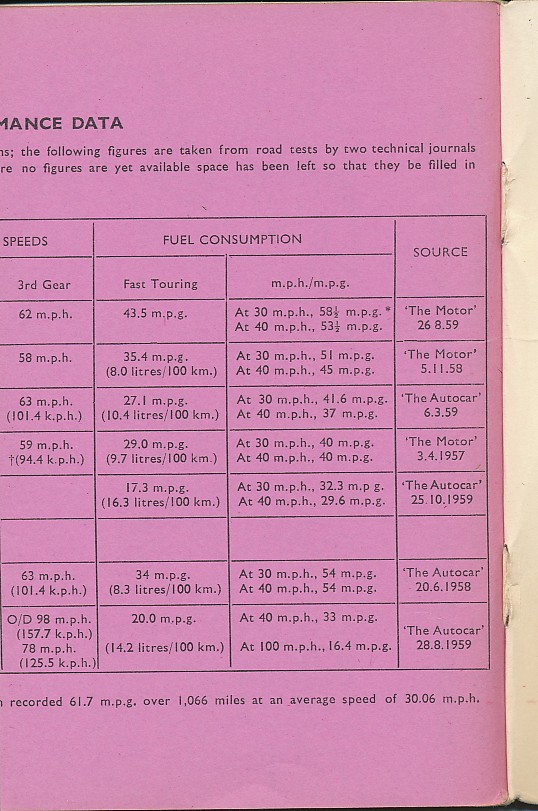 MANCE DATA
ns; the following figures are taken from road tests by two technical journals
re no figures are yet available space has been left so that they be filled in
SPEEDS
FUEL CONSUMPTION
SOURCE
3rd Gear
Fast Touring
m.p.h./m.p.g.
62 m.p.h.
43.5 m.p.g.
At 30 m.p.h., 58½ m.p.g. *
At 40 m.p.h., 53½ m.p.g.
'The Motor'
26 8.59
58 m.p.h.
35.4 m.p.g.
(8.0 litres/100 km.)
At 30 m.p.h., 51 m.p.g.
At 40 m.p.h., 45 m.p.g.
'The Motor'
5.11.58
63 m.p.h.
(101.4 k.p.h.)
27.1 m.p.g.
(10.4 litres/100 km.)
At 30 m.p.h., 41.6 m.p.g.
At 40 m.p.h., 37 m.p.g.
'The Autocar'
6.3.59
59 m.p.h.
†(94.4 k.p.h.)
29.0 m.p.g.
(9.7 litres/100 km.)
At 30 m.p.h., 40 m.p.g.
At 40 m.p.h., 40 m.p.g.
'The Motor'
3.4.1957
17.3 m.p.g.
(16.3 litres/100 km.)
At 30 m.p.h., 32.3 m.p g.
At 40 m.p.h., 29.6 m.p.g.
'The Autocar'
25.10.1959
63 m.p.h.
(101.4 k.p.h.)
34 m.p.g.
(8.3 litres/100 km.)
At 30 m.p.h., 54 m.p.g.
At 40 m.p.h., 54 m.p.g.
'The Autocar'
20.6.1958
O/D 98 m.p.h.
(157.7 k.p.h.)
78 m.p.h.
(125.5 k.p.h.)
20.0 m.p.g.
(14.2 litres/100 km.)
At 40 m.p.h., 33 m.p.g.
At 100 m.p.h., 16.4 m.p.g.
'The Autocar'
28.8.1959
n recorded 61.7 m.p.g. over 1,066 miles at an average speed of 30.06 m.p.h.